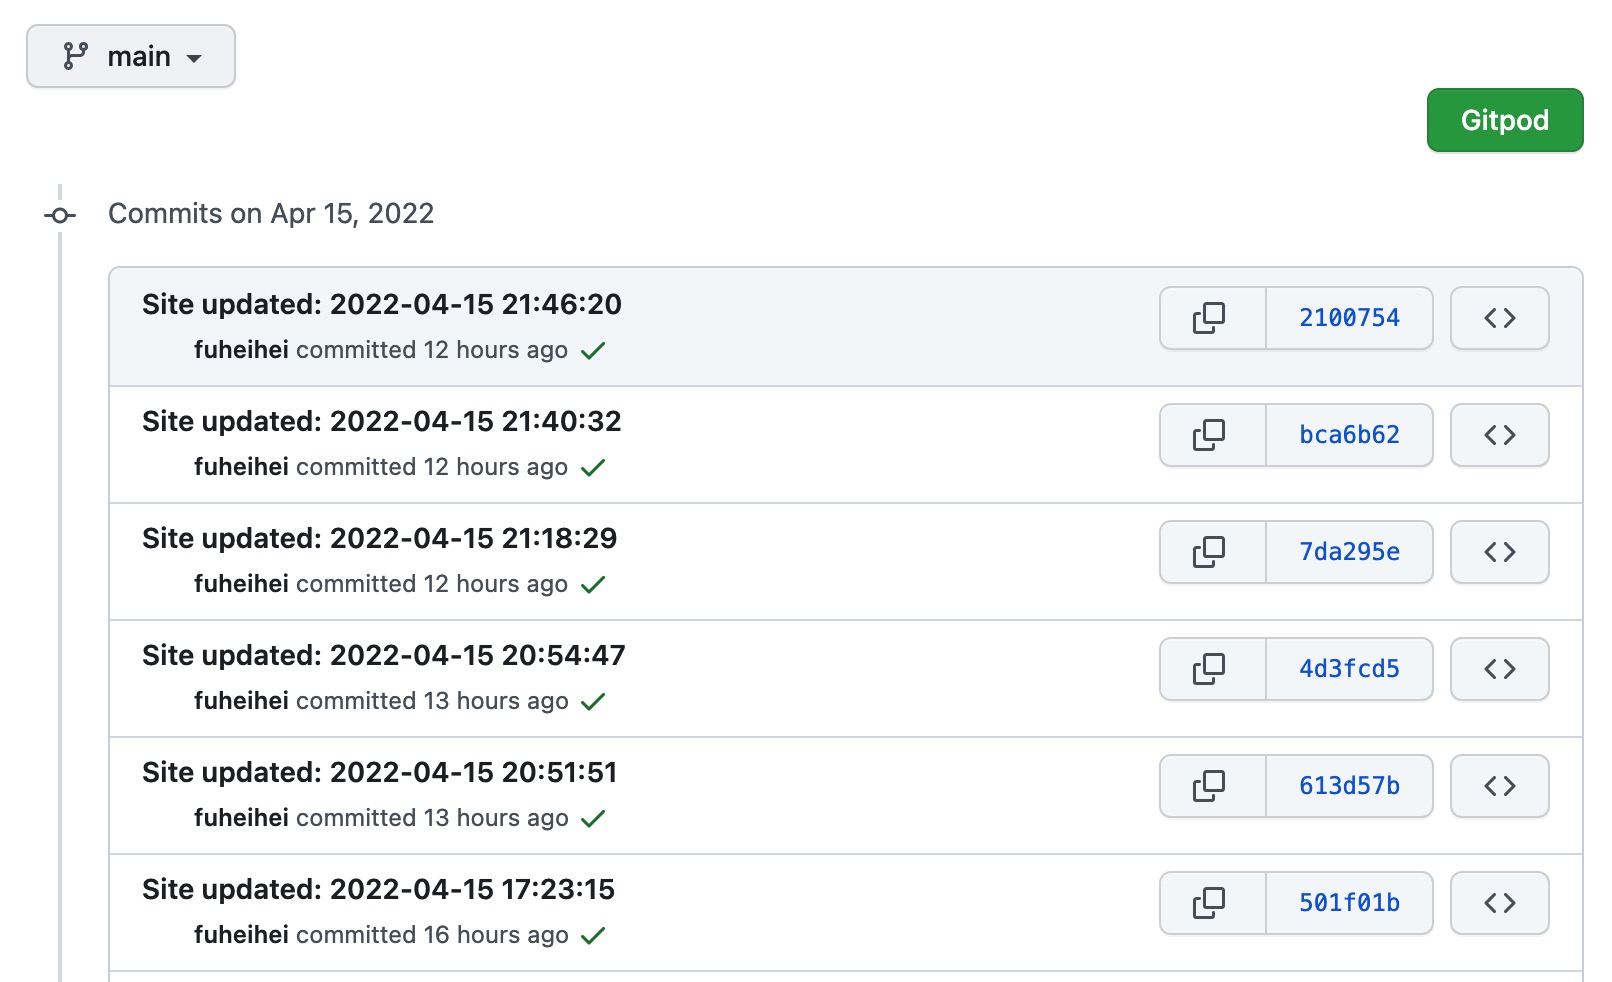 main
Gitpod
Commits on Apr 15, 2022
Site updated: 2022-04-15 21:46:20
2100754
fuheihei committed 12 hours ago
Site updated: 2022-04-15 21:40:32
bca6b62
fuheihei committed 12 hours ago
Site updated: 2022-04-15 21:18:29
7da295e
fuheihei committed 12 hours ago
Site updated: 2022-04-15 20:54:47
4d3fcd5
fuheihei committed 13 hours ago
Site updated: 2022-04-15 20:51:51
613d57b
fuheihei committed 13 hours ago
Site updated: 2022-04-15 17:23:15
501f01b
fuheihei committed 16 hours ago